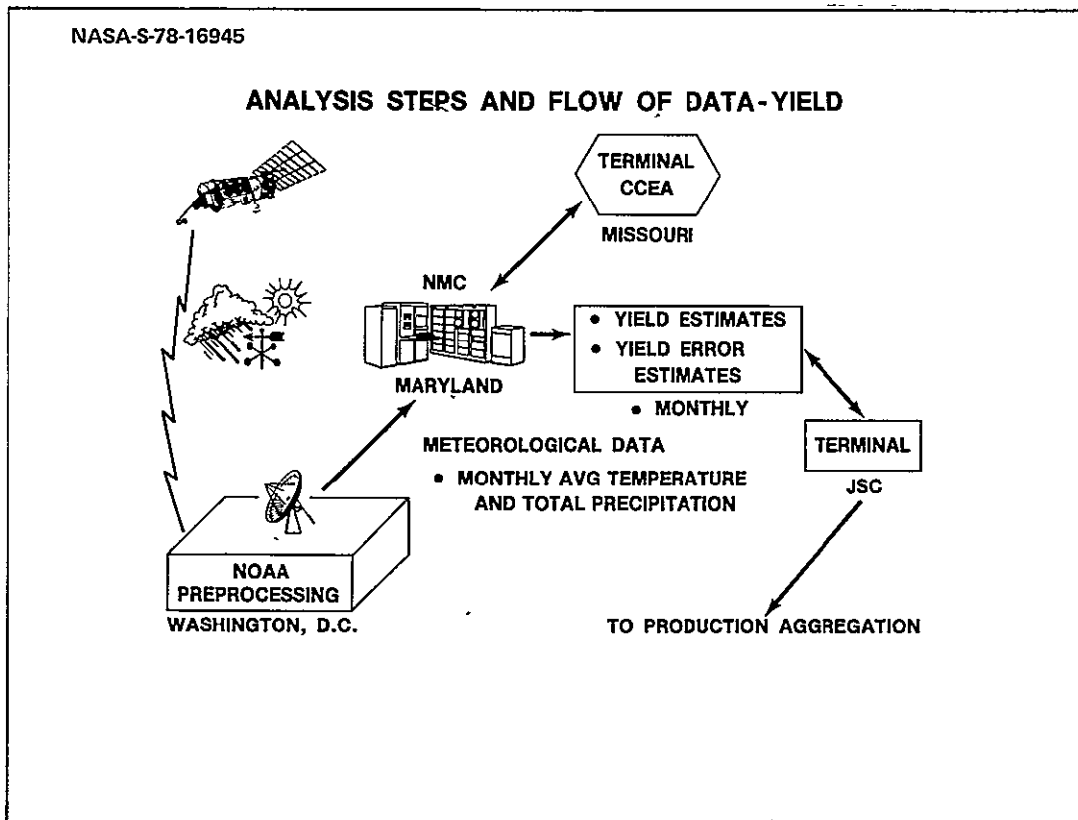 NASA-S-78-16945
ANALYSIS STEPS AND FLOW OF DATA-YIELD
TERMINAL
CCEA
MISSOURI
NMC
MARYLAND
• YIELD ESTIMATES
• YIELD ERROR
ESTIMATES
• MONTHLY
METEOROLOGICAL DATA
• MONTHLY AVG TEMPERATURE
AND TOTAL PRECIPITATION
TERMINAL
JSC
NOAA
PREPROCESSING
WASHINGTON, D.C.
TO PRODUCTION AGGREGATION